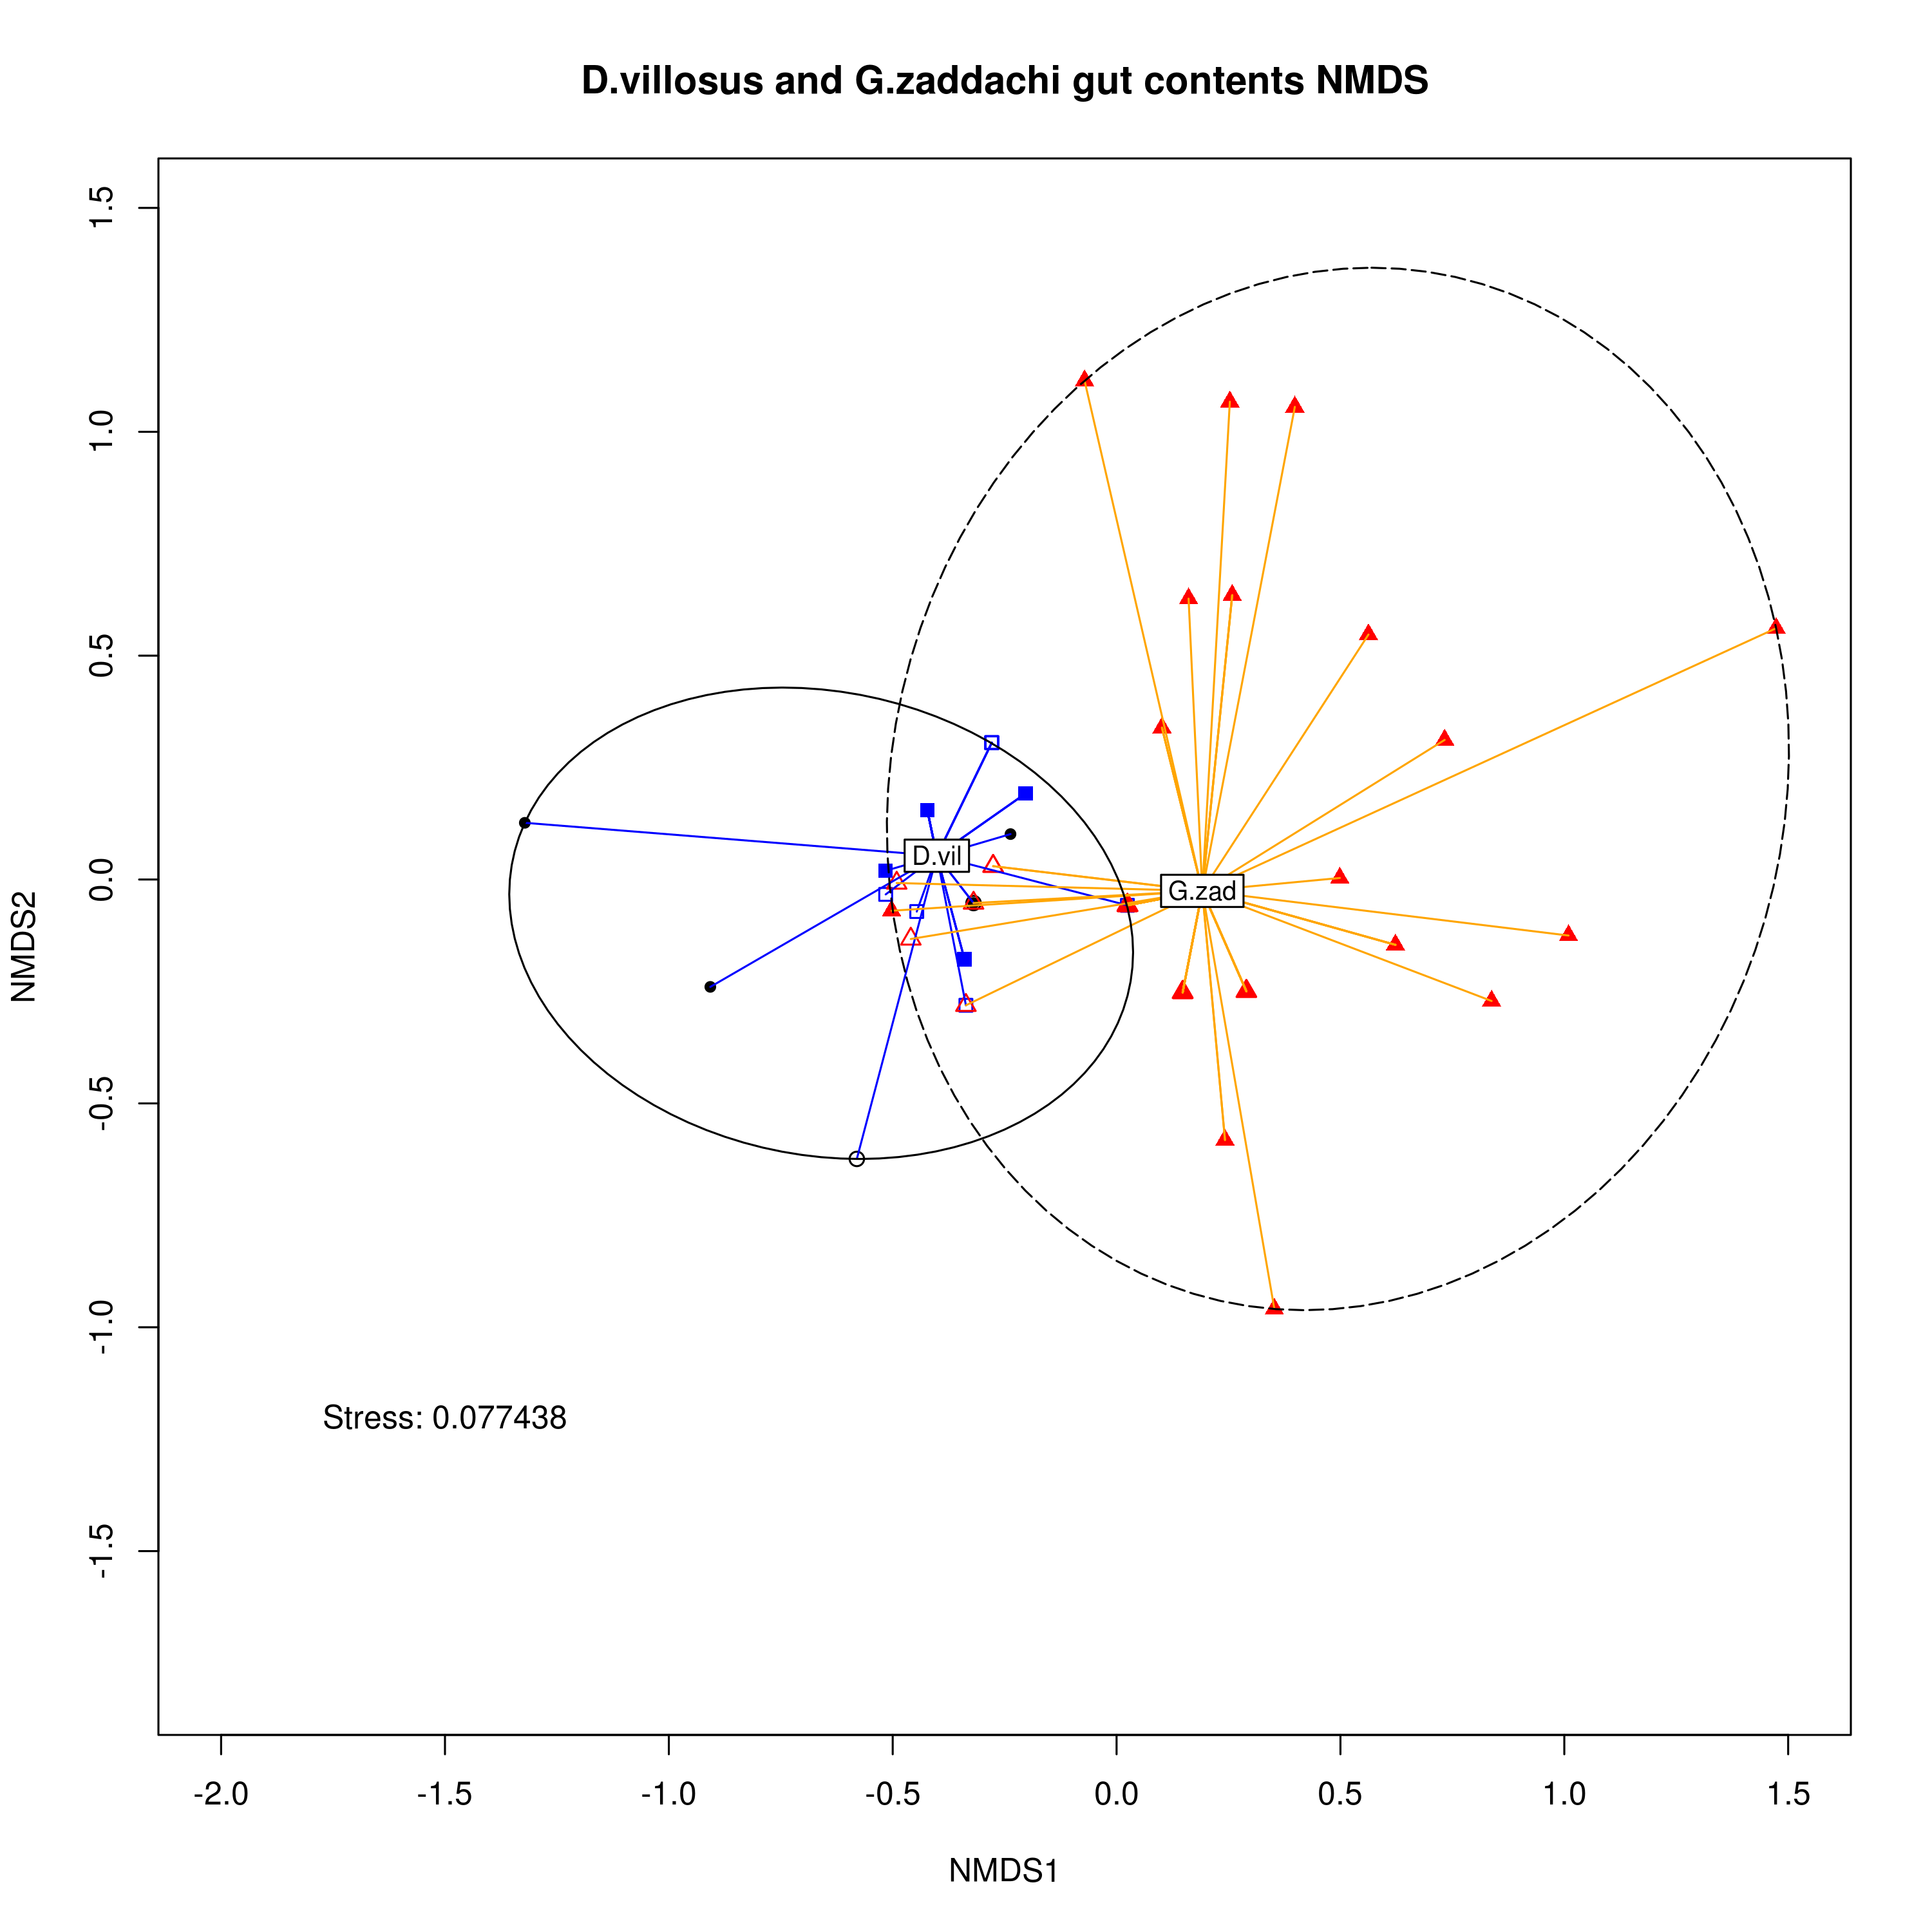 D.villosus and G.zaddachi gut contents NMDS
1.5
1.0
0.5
0.0
-0.5
-1.0
-1.5
NMDS2
D.vil
G.zad
Stress: 0.077438
-2.0 -1.5 -1.0 -0.5 0.0 0.5 1.0 1.5
NMDS1